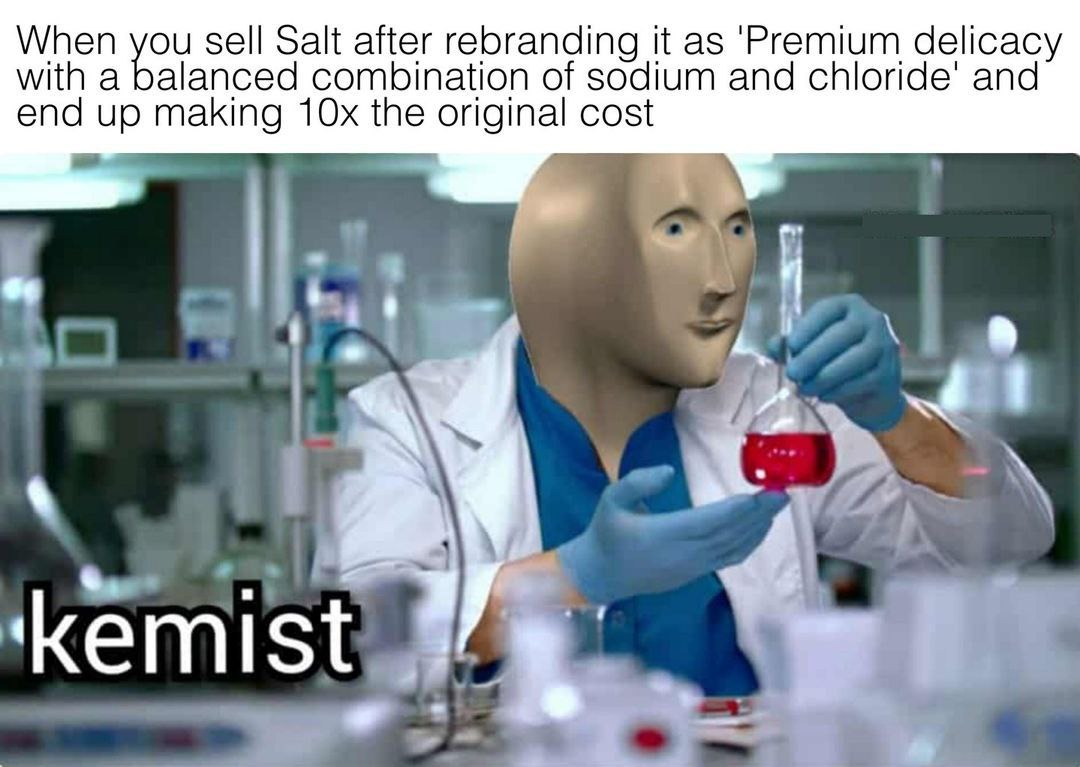 When you sell Salt after rebranding it as 'Premium delicacy
with a balanced combination of sodium and chloride' and
end up making 10x the original cost
kemist